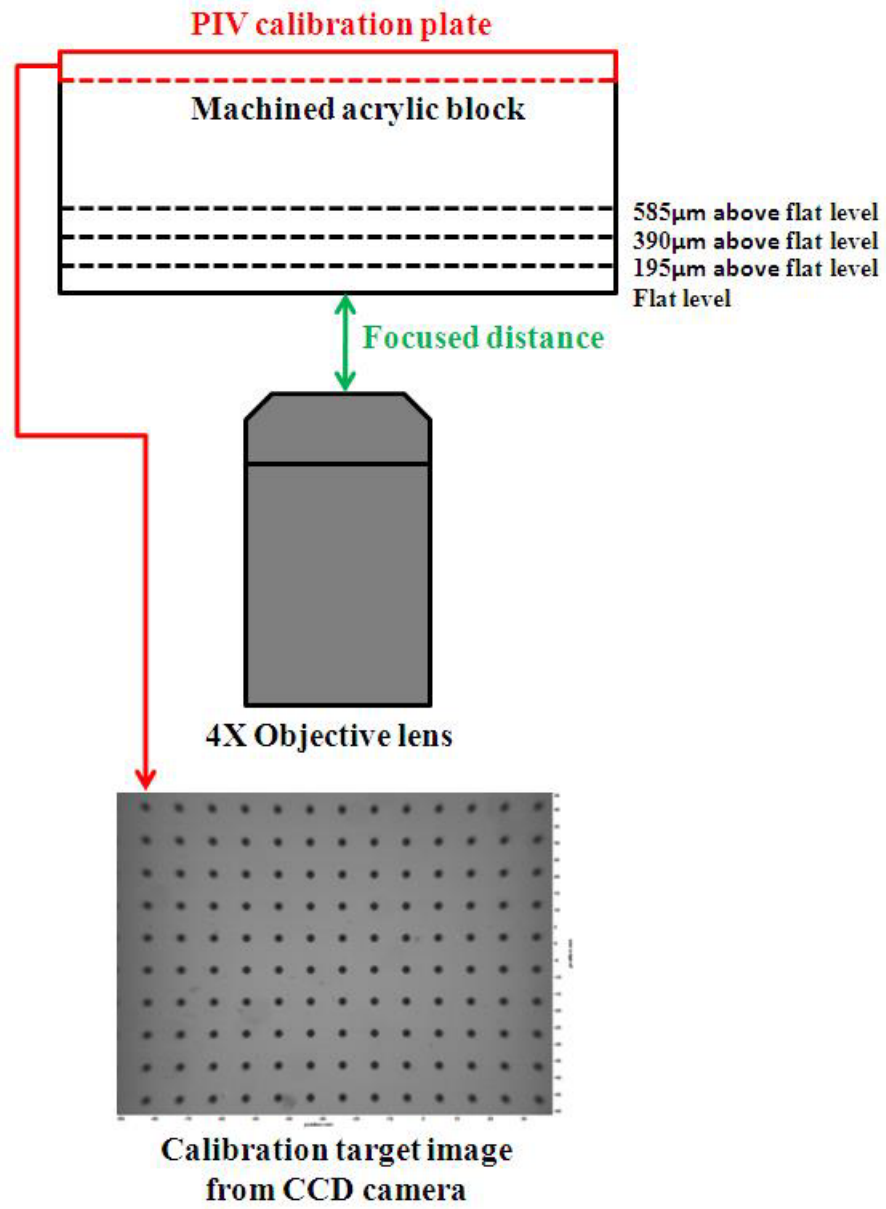 PIV calibration plate
Machined acrylic block
585µm above flat level
390µm above flat level
195µm above flat level
Flat level
Focused distance
4X Objective lens
Calibration target image
from CCD camera